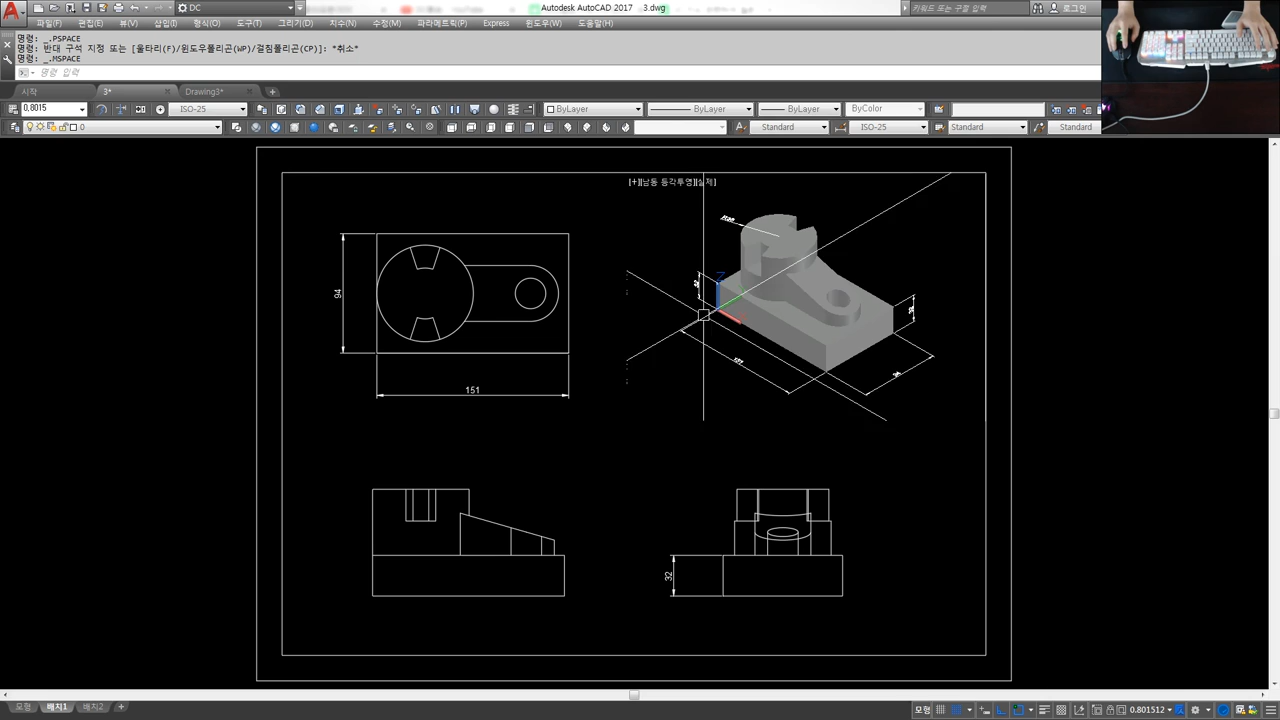 DC
Autodesk AutoCAD 2017 3.dwg
키워드 또는 구절 입력
로그인
파일(F) 편집(E) 뷰(V) 삽입(I) 형식(O) 도구(T) 그리기(D) 치수(N) 수정(M) 파라메트릭(P) Express 윈도우(W) 도움말(H)
명령: _.PSPACE
명령: 반대 구석 지정 또는 [울타리(F)/윈도우폴리곤(WP)/걸침폴리곤(CP)]: *취소*
명령: _.MSPACE
명령 입력
시작 3* Drawing3*
0,8015 ISO-25 ByLayer ByLayer ByLayer ByColor
0 Standard ISO-25 Standard Standard
[+][남동 등각투영][실제]
94
151
32
모형 배치1 배치2
모형 0.801512